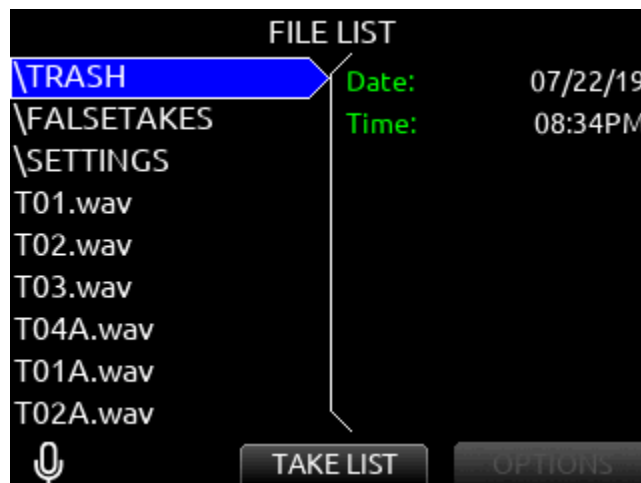 FILE LIST
\TRASH
\FALSETAKES
\SETTINGS
T01.wav
T02.wav
T03.wav
T04A.wav
T01A.wav
T02A.wav
Date: 07/22/19
Time: 08:34PM
TAKE LIST
OPTIONS